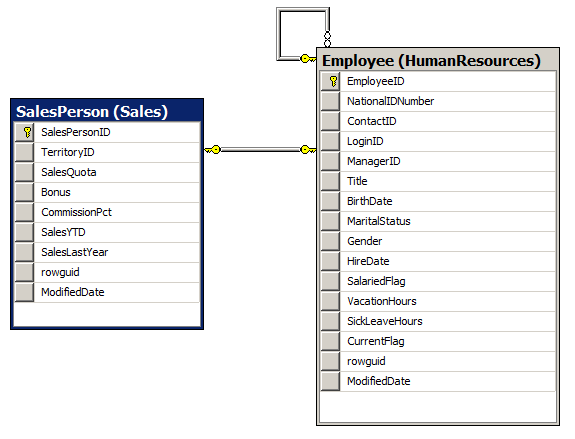 SalesPerson (Sales)
SalesPersonID
TerritoryID
SalesQuota
Bonus
CommissionPct
SalesYTD
SalesLastYear
rowguid
ModifiedDate
Employee (HumanResources)
EmployeeID
NationalIDNumber
ContactID
LoginID
ManagerID
Title
BirthDate
MaritalStatus
Gender
HireDate
SalariedFlag
VacationHours
SickLeaveHours
CurrentFlag
rowguid
ModifiedDate